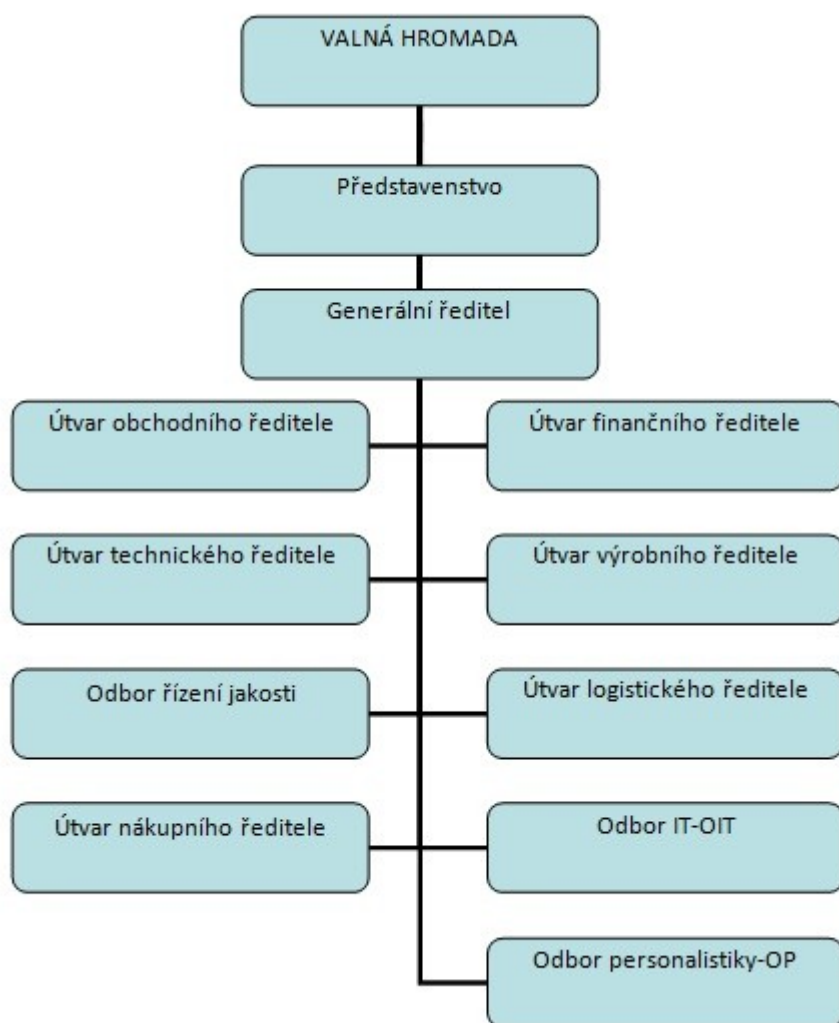 VALNÁ HROMADA
Představenstvo
Generální ředitel
Útvar obchodního ředitele
Útvar finančního ředitele
Útvar technického ředitele
Útvar výrobního ředitele
Odbor řízení jakosti
Útvar logistického ředitele
Útvar nákupního ředitele
Odbor IT-OIT
Odbor personalistiky-OP